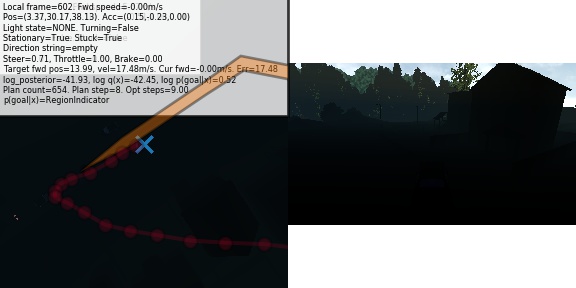 Local frame=602. Fwd.speed=-0.00m/s
Pos=(3.37,30.17,38.13). Acc=(0.15,-0.23,0.00)
Light state=NONE. Turning=False
Stationary=True. Stuck=True
Direction string=empty
Steer=0.71, Throttle=1.00, Brake=0.00
Target fwd pos=13.99, vel=17.48m/s. Cur fwd=-0.00m/s. Err=17.48
log_posterior=-41.93, log q(x)=-42.45, log p(goal|x)=0.52
Plan count=654. Plan step=8. Opt steps=9.00
p(goal|x)=RegionIndicator